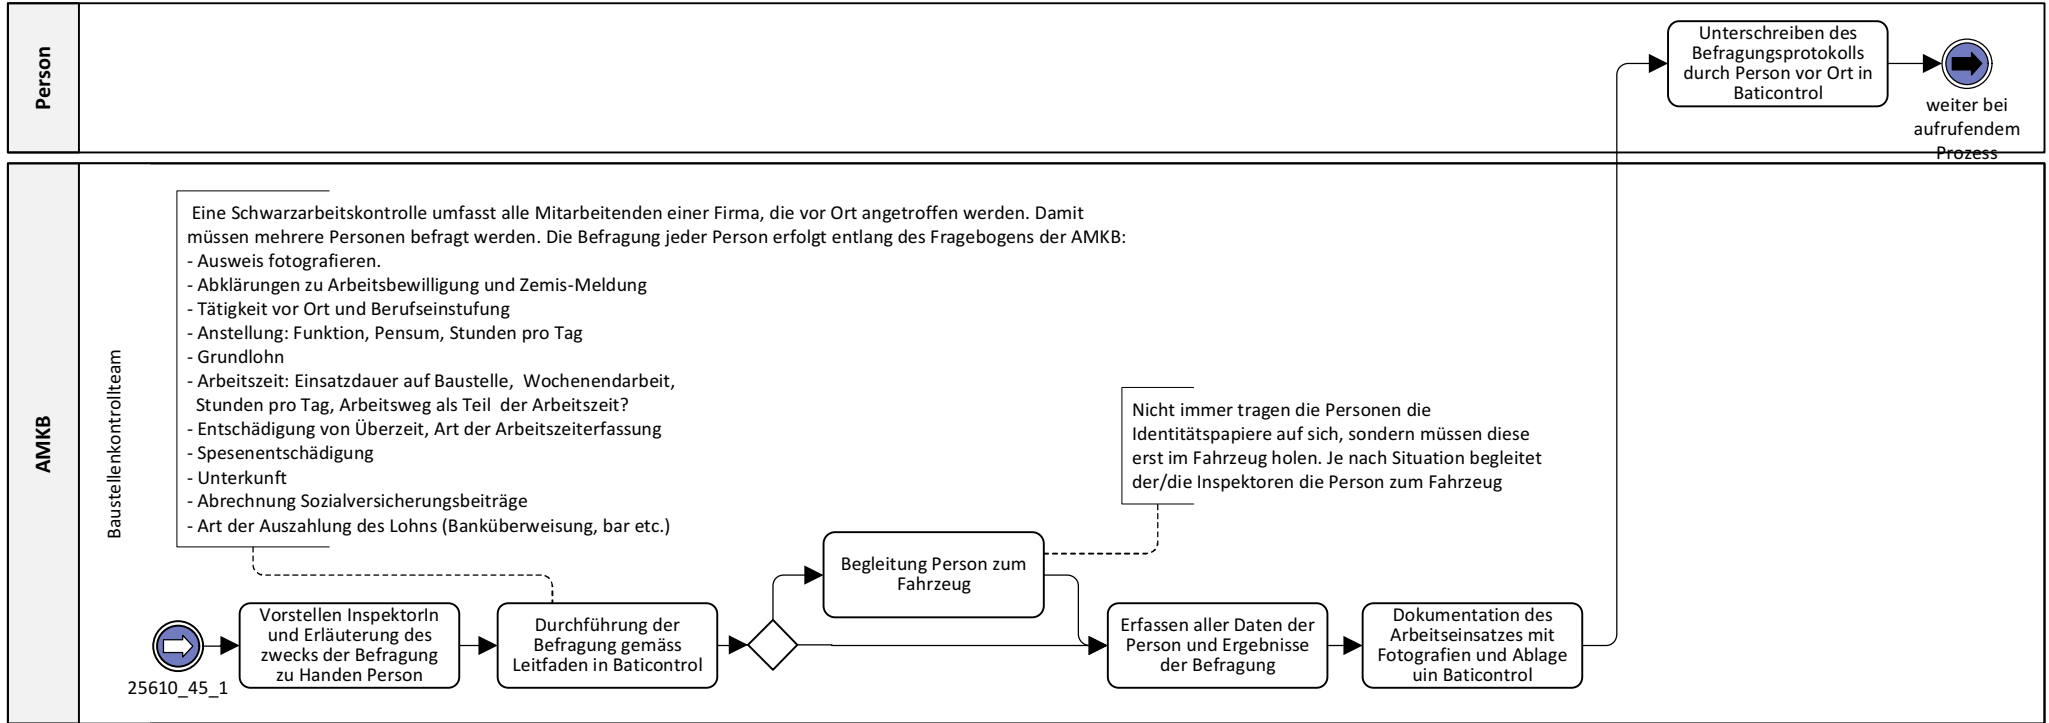 Person
Unterschreiben des
Befragungsprotokolls
durch Person vor Ort in
Baticontrol
weiter bei
aufrufendem
Prozess
AMKB
Baustellenkontrollteam
Eine Schwarzarbeitskontrolle umfasst alle Mitarbeitenden einer Firma, die vor Ort angetroffen werden. Damit
müssen mehrere Personen befragt werden. Die Befragung jeder Person erfolgt entlang des Fragebogens der AMKB:
- Ausweis fotografieren.
- Abklärungen zu Arbeitsbewilligung und Zemis-Meldung
- Tätigkeit vor Ort und Berufseinstufung
- Anstellung: Funktion, Pensum, Stunden pro Tag
- Grundlohn
- Arbeitszeit: Einsatzdauer auf Baustelle, Wochenendarbeit,
Stunden pro Tag, Arbeitsweg als Teil der Arbeitszeit?
- Entschädigung von Überzeit, Art der Arbeitszeiterfassung
- Spesenentschädigung
- Unterkunft
- Abrechnung Sozialversicherungsbeiträge
- Art der Auszahlung des Lohns (Banküberweisung, bar etc.)
Nicht immer tragen die Personen die
Identitätspapiere auf sich, sondern müssen diese
erst im Fahrzeug holen. Je nach Situation begleitet
der/die Inspektoren die Person zum Fahrzeug
25610_45_1
Vorstellen InspektorIn
und Erläuterung des
zwecks der Befragung
zu Handen Person
Durchführung der
Befragung gemäss
Leitfaden in Baticontrol
Begleitung Person zum
Fahrzeug
Erfassen aller Daten der
Person und Ergebnisse
der Befragung
Dokumentation des
Arbeitseinsatzes mit
Fotografien und Ablage
uin Baticontrol